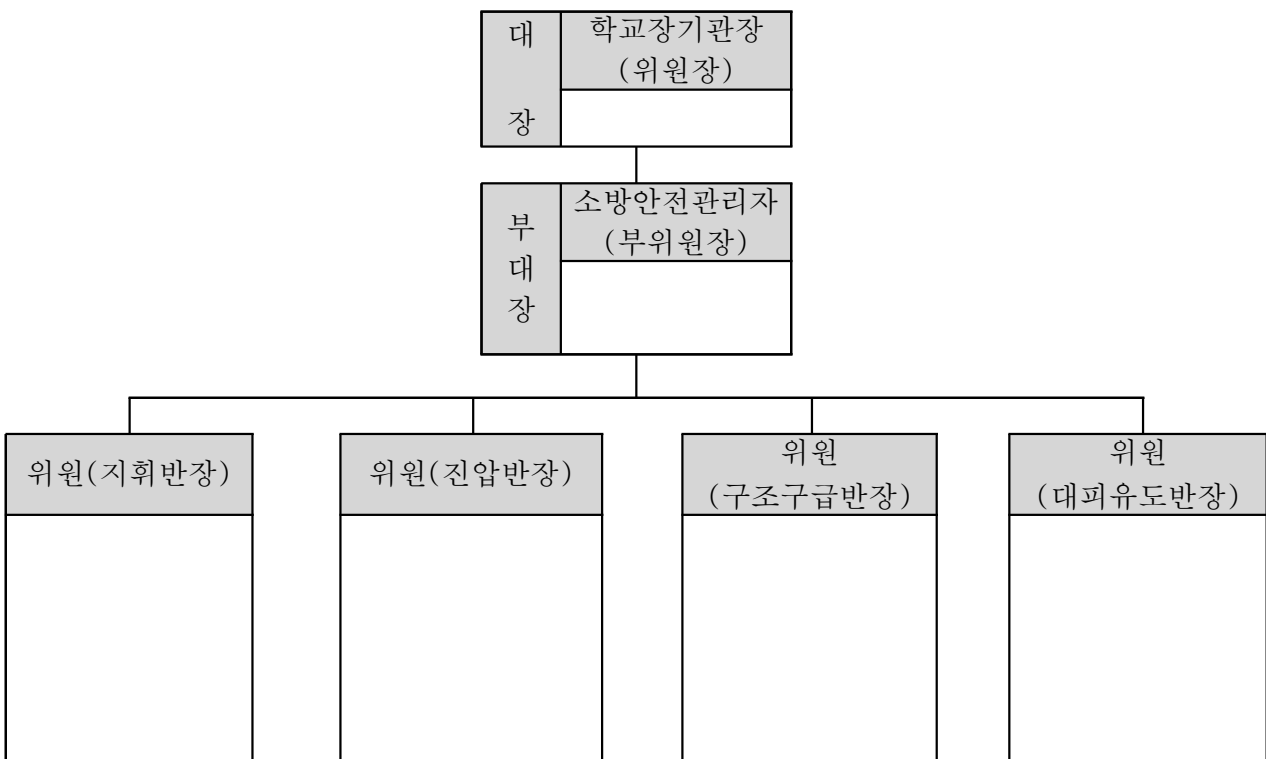 대
장
학교장기관장
(위원장)
부
대
장
소방안전관리자
(부위원장)
위원(지휘반장)
위원(진압반장)
위원
(구조구급반장)
위원
(대피유도반장)